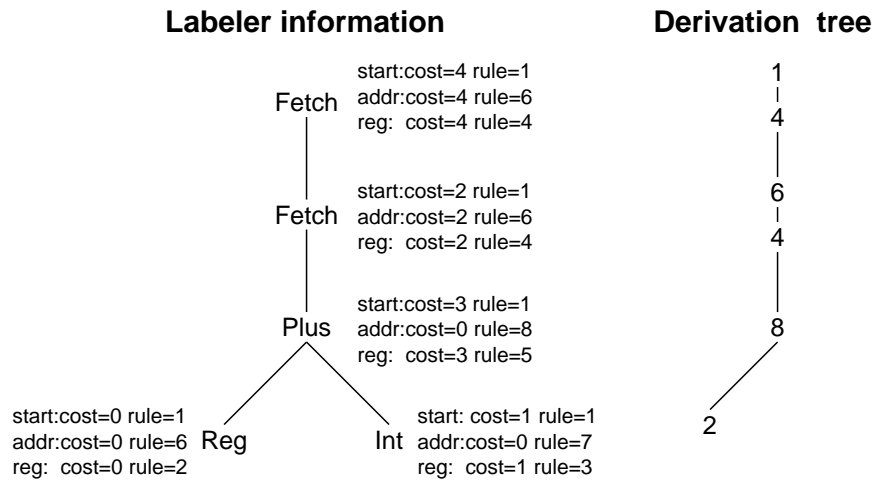 Labeler information
Derivation tree
start:cost=4 rule=1
Fetch
addr:cost=4 rule=6
reg: cost=4 rule=4
1
4
start:cost=2 rule=1
Fetch
addr:cost=2 rule=6
reg: cost=2 rule=4
6
4
start:cost=3 rule=1
Plus
addr:cost=0 rule=8
reg: cost=3 rule=5
8
start:cost=0 rule=1
addr:cost=0 rule=6
reg: cost=0 rule=2
Reg
Int
start: cost=1 rule=1
addr:cost=0 rule=7
reg: cost=1 rule=3
2